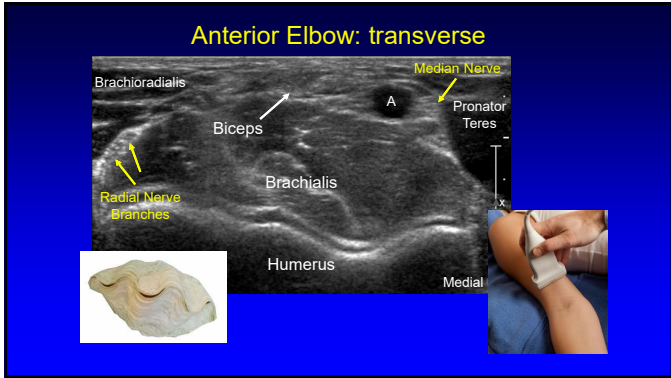 Anterior Elbow: transverse
Brachioradialis
Median Nerve
A
Pronator
Teres
Biceps
Brachialis
Radial Nerve
Branches
x
Humerus
Medial